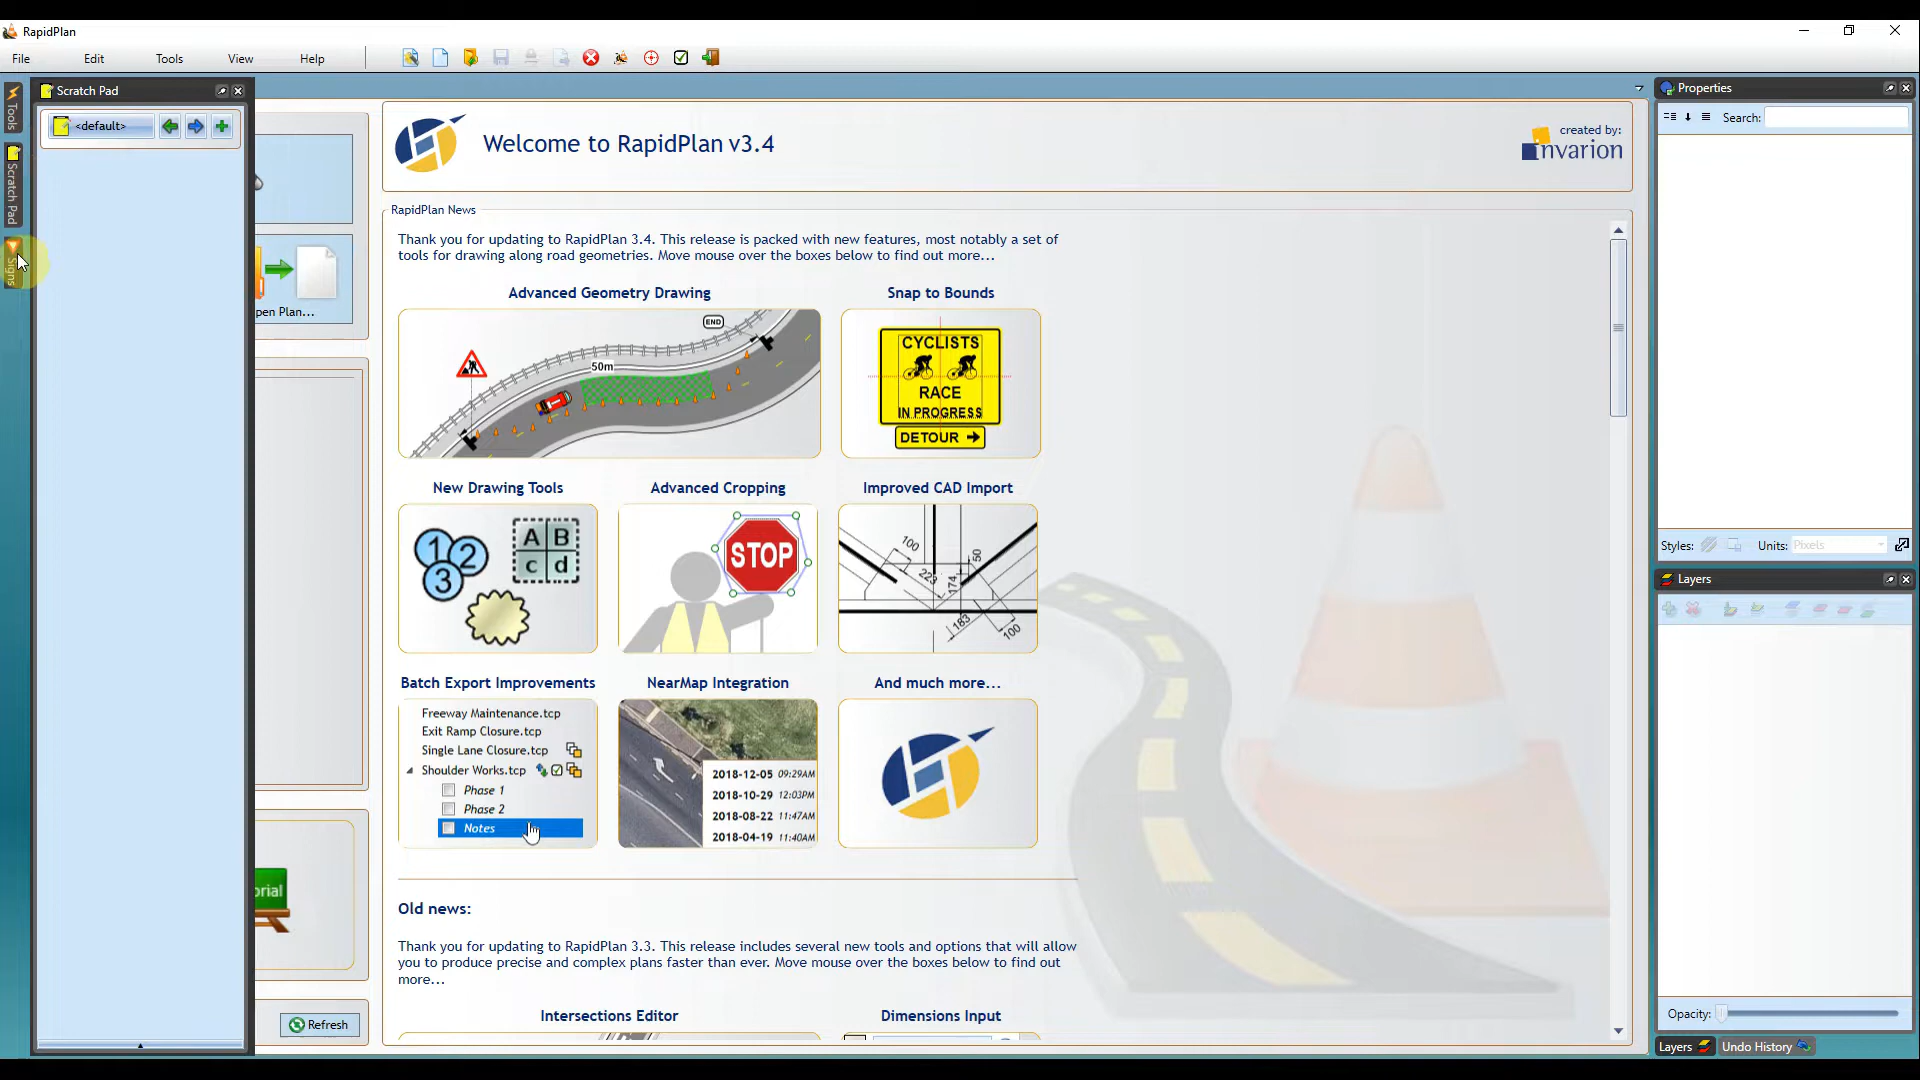 RapidPlan
File Edit Tools View Help
Tools
Scratch Pad
Signs
Scratch Pad
<default>
pen Plan...
orial
Refresh
Welcome to RapidPlan v3.4
created by:
invarion
RapidPlan News
Thank you for updating to RapidPlan 3.4. This release is packed with new features, most notably a set of
tools for drawing along road geometries. Move mouse over the boxes below to find out more...
Advanced Geometry Drawing
Snap to Bounds
END
50m
CYCLISTS
RACE
IN PROGRESS
DETOUR
New Drawing Tools
Advanced Cropping
Improved CAD Import
1 2
3
A B
c d
STOP
100
50
223
174
183
100
Batch Export Improvements
NearMap Integration
And much more...
Freeway Maintenance.tcp
Exit Ramp Closure.tcp
Single Lane Closure.tcp
Shoulder Works.tcp
Phase 1
Phase 2
Notes
2018-12-05 09:29AM
2018-10-29 12:03PM
2018-08-22 11:47AM
2018-04-19 11:40AM
Old news:
Thank you for updating to RapidPlan 3.3. This release includes several new tools and options that will allow
you to produce precise and complex plans faster than ever. Move mouse over the boxes below to find out
more...
Intersections Editor
Dimensions Input
Properties
Search:
Styles: Units: Pixels
Layers
Opacity:
Layers Undo History